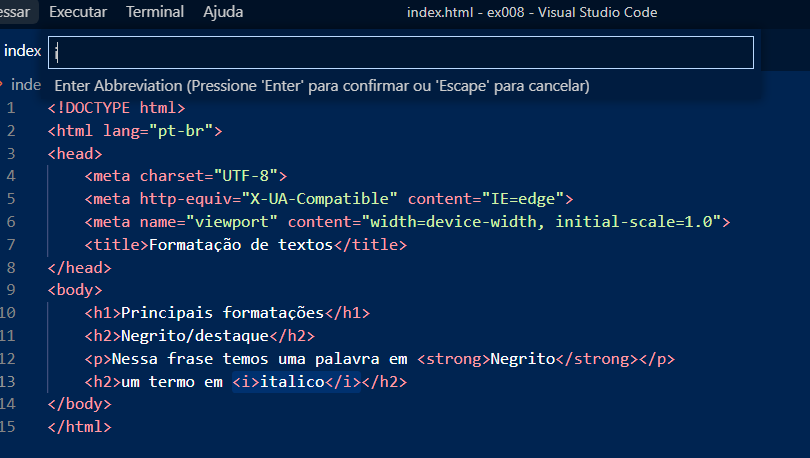 essar Executar Terminal Ajuda index.html - ex008 - Visual Studio Code
index i
inde Enter Abbreviation (Pressione 'Enter' para confirmar ou 'Escape' para cancelar)
1 <!DOCTYPE html>
2 <html lang="pt-br">
3 <head>
4 <meta charset="UTF-8">
5 <meta http-equiv="X-UA-Compatible" content="IE=edge">
6 <meta name="viewport" content="width=device-width, initial-scale=1.0">
7 <title>Formatação de textos</title>
8 </head>
9 <body>
10 <h1>Principais formatações</h1>
11 <h2>Negrito/destaque</h2>
12 <p>Nessa frase temos uma palavra em <strong>Negrito</strong></p>
13 <h2>um termo em <i>italico</i></h2>
14 </body>
15 </html>